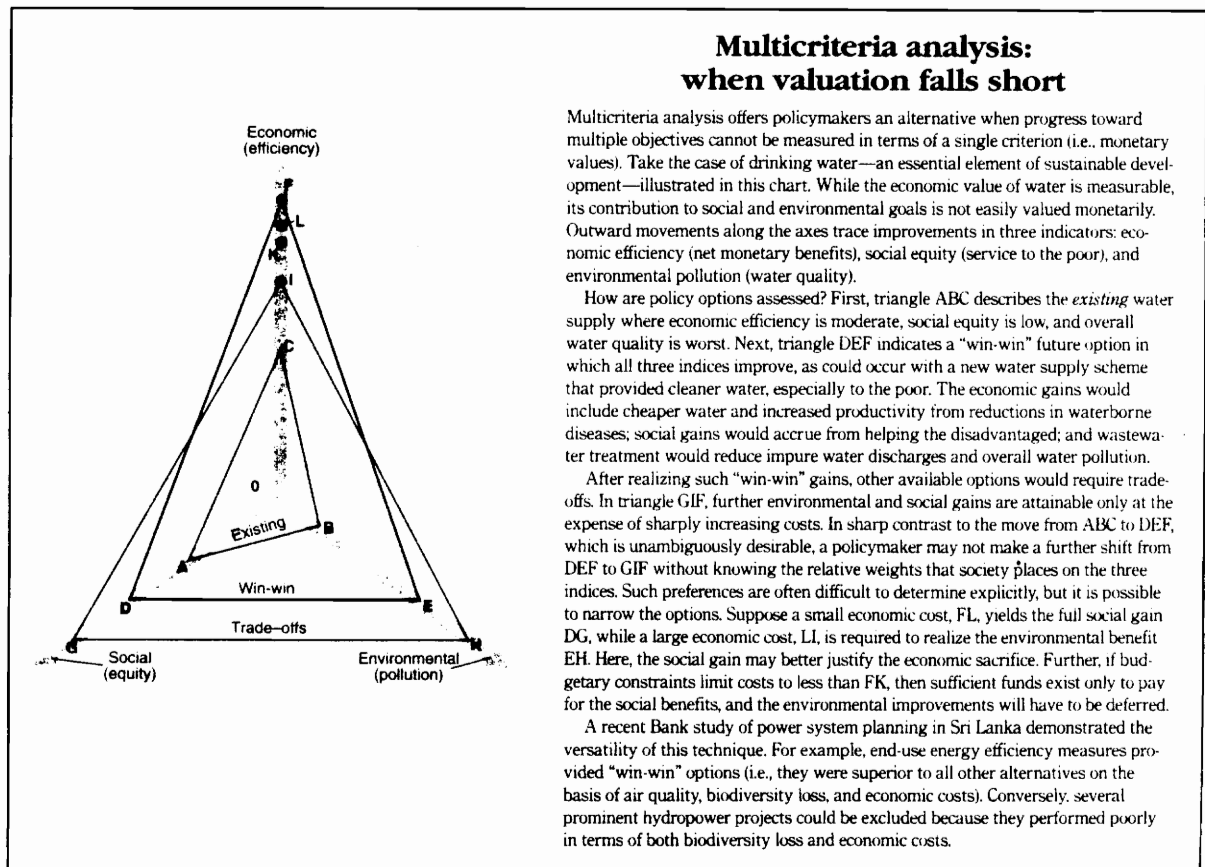 Multicriteria analysis:
when valuation falls short
Economic
(efficiency)
F
L
K
I
C
0
Existing
B
A
Win-win
D
E
Trade–offs
G
H
Social
(equity)
Environmental
(pollution)
Multicriteria analysis offers policymakers an alternative when progress toward
multiple objectives cannot be measured in terms of a single criterion (i.e., monetary
values). Take the case of drinking water—an essential element of sustainable devel-
opment—illustrated in this chart. While the economic value of water is measurable,
its contribution to social and environmental goals is not easily valued monetarily.
Outward movements along the axes trace improvements in three indicators: eco-
nomic efficiency (net monetary benefits), social equity (service to the poor), and
environmental pollution (water quality).
How are policy options assessed? First, triangle ABC describes the existing water
supply where economic efficiency is moderate, social equity is low, and overall
water quality is worst. Next, triangle DEF indicates a "win-win" future option in
which all three indices improve, as could occur with a new water supply scheme
that provided cleaner water, especially to the poor. The economic gains would
include cheaper water and increased productivity from reductions in waterborne
diseases; social gains would accrue from helping the disadvantaged; and wastewa-
ter treatment would reduce impure water discharges and overall water pollution.
After realizing such "win-win" gains, other available options would require trade-
offs. In triangle GIF, further environmental and social gains are attainable only at the
expense of sharply increasing costs. In sharp contrast to the move from ABC to DEF,
which is unambiguously desirable, a policymaker may not make a further shift from
DEF to GIF without knowing the relative weights that society places on the three
indices. Such preferences are often difficult to determine explicitly, but it is possible
to narrow the options. Suppose a small economic cost, FL, yields the full social gain
DG, while a large economic cost, LI, is required to realize the environmental benefit
EH. Here, the social gain may better justify the economic sacrifice. Further, if bud-
getary constraints limit costs to less than FK, then sufficient funds exist only to pay
for the social benefits, and the environmental improvements will have to be deferred.
A recent Bank study of power system planning in Sri Lanka demonstrated the
versatility of this technique. For example, end-use energy efficiency measures pro-
vided "win-win" options (i.e., they were superior to all other alternatives on the
basis of air quality, biodiversity loss, and economic costs). Conversely. several
prominent hydropower projects could be excluded because they performed poorly
in terms of both biodiversity loss and economic costs.